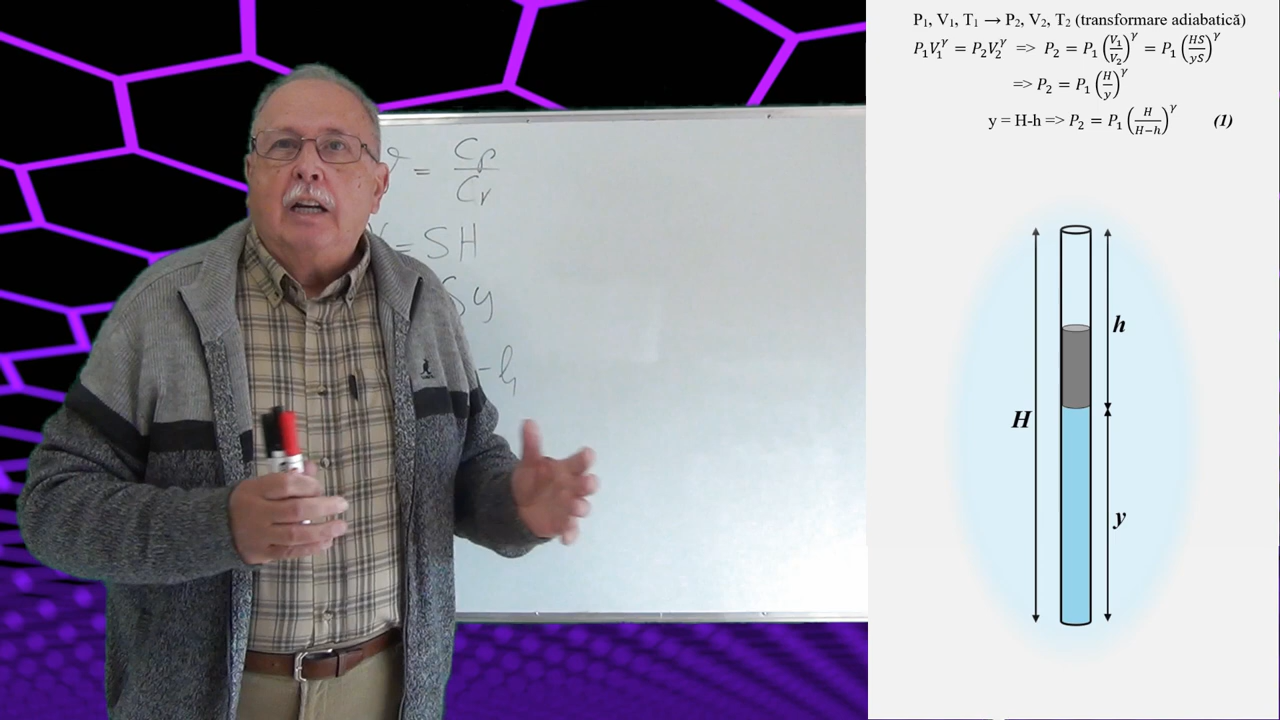 P₁, V₁, T₁ → P₂, V₂, T₂ (transformare adiabatică)
P₁V₁^γ = P₂V₂^γ => P₂ = P₁ (V₁/V₂)^γ = P₁ (HS/yS)^γ
=> P₂ = P₁ (H/y)^γ
y = H-h => P₂ = P₁ (H/(H-h))^γ (1)
= Cp/Cv
= SH
Sy
-h
h
H
y